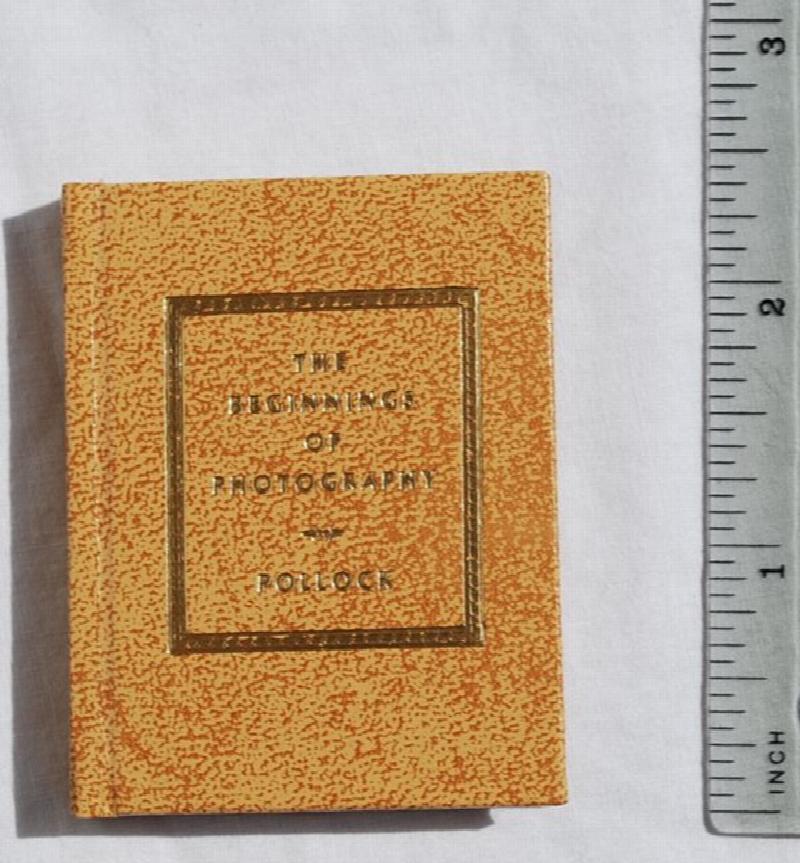 THE
BEGINNINGS
OF
PHOTOGRAPHY
POLLOCK
3
2
1
INCH